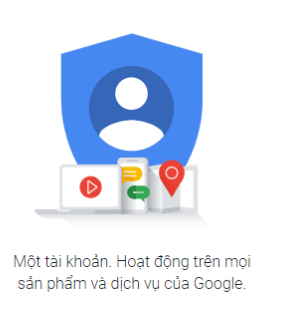 Một tài khoản. Hoạt động trên mọi
sản phẩm và dịch vụ của Google.